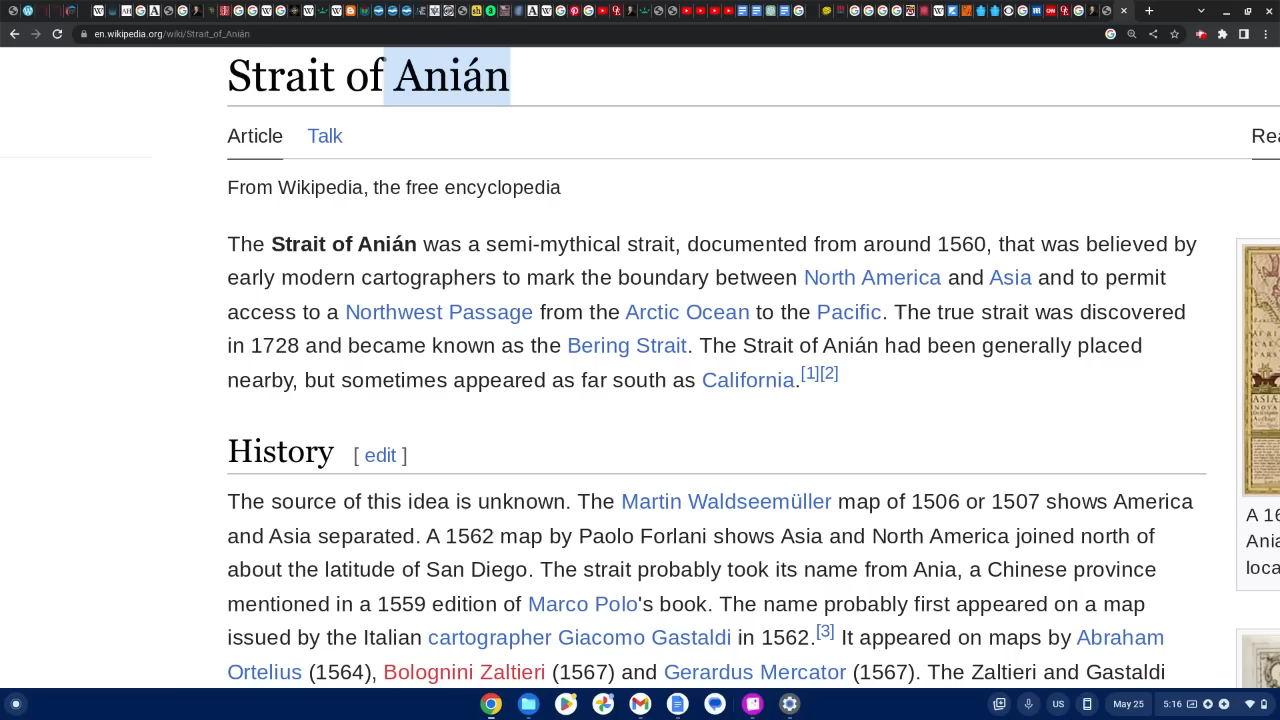 en.wikipedia.org/wiki/Strait_of_Anián
Strait of Anián
Article Talk
From Wikipedia, the free encyclopedia
The Strait of Anián was a semi-mythical strait, documented from around 1560, that was believed by
early modern cartographers to mark the boundary between North America and Asia and to permit
access to a Northwest Passage from the Arctic Ocean to the Pacific. The true strait was discovered
in 1728 and became known as the Bering Strait. The Strait of Anián had been generally placed
nearby, but sometimes appeared as far south as California.[1][2]
History [ edit ]
The source of this idea is unknown. The Martin Waldseemüller map of 1506 or 1507 shows America
and Asia separated. A 1562 map by Paolo Forlani shows Asia and North America joined north of
about the latitude of San Diego. The strait probably took its name from Ania, a Chinese province
mentioned in a 1559 edition of Marco Polo's book. The name probably first appeared on a map
issued by the Italian cartographer Giacomo Gastaldi in 1562.[3] It appeared on maps by Abraham
Ortelius (1564), Bolognini Zaltieri (1567) and Gerardus Mercator (1567). The Zaltieri and Gastaldi
Rea
A 16
Ania
loca
US May 25 5:16